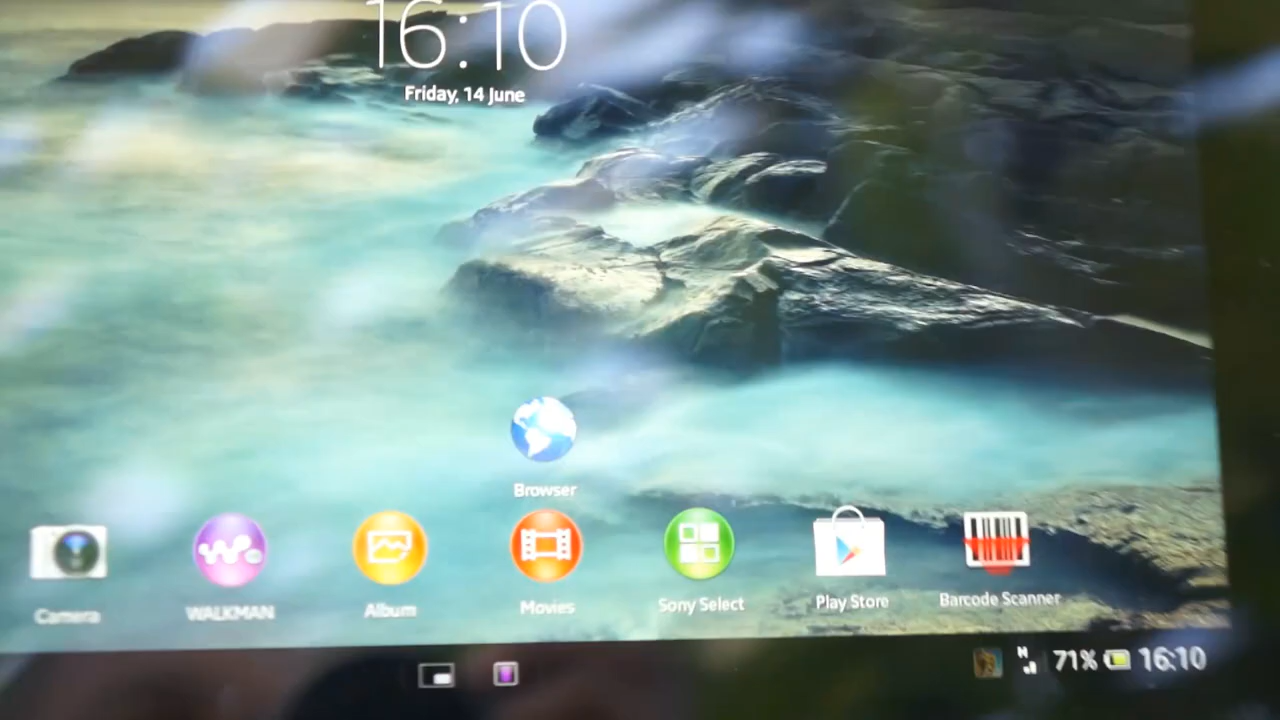 16:10
Friday, 14 June
Browser
Camera
WALKMAN
Album
Movies
Sony Select
Play Store
Barcode Scanner
H
71%
16:10